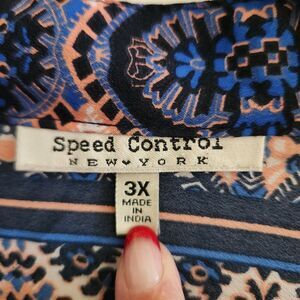 Speed Control
NEW♥YORK
3X
MADE
IN
INDIA